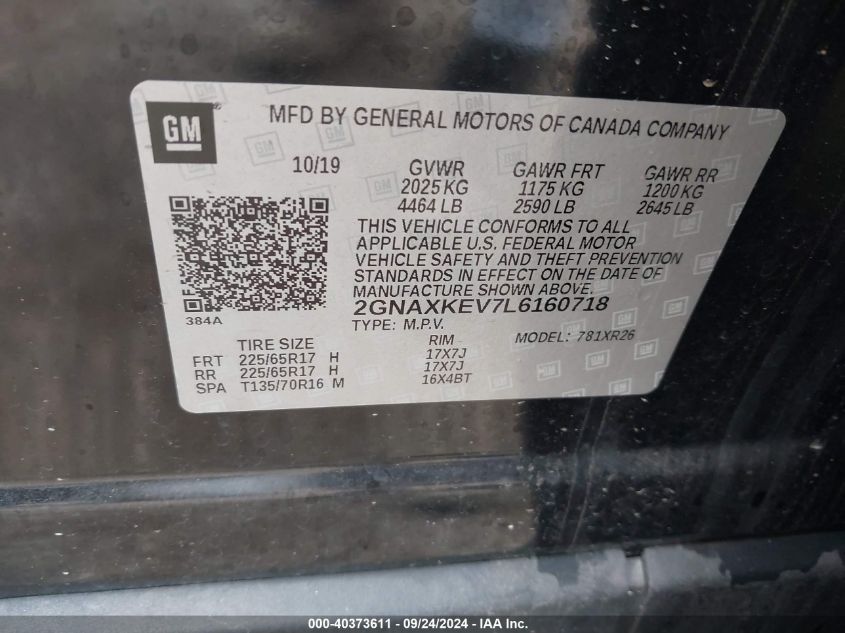 GM ®
MFD BY GENERAL MOTORS OF CANADA COMPANY
10/19 GVWR GAWR FRT GAWR RR
2025 KG 1175 KG 1200 KG
4464 LB 2590 LB 2645 LB
THIS VEHICLE CONFORMS TO ALL
APPLICABLE U.S. FEDERAL MOTOR
VEHICLE SAFETY AND THEFT PREVENTION
STANDARDS IN EFFECT ON THE DATE OF
MANUFACTURE SHOWN ABOVE.
384A
2GNAXKEV7L6160718
TYPE: M.P.V. MODEL: 781XR26
TIRE SIZE RIM
FRT 225/65R17 H 17X7J
RR 225/65R17 H 17X7J
SPA T135/70R16 M 16X4BT
000-40373611 - 09/24/2024 - IAA Inc.